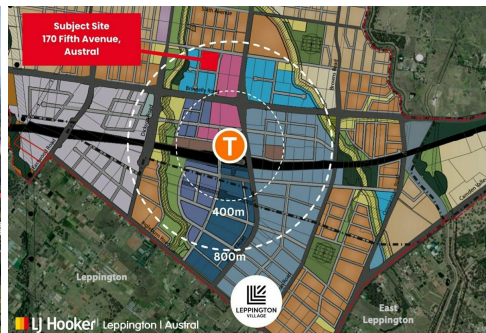 Subject Site
170 Fifth Avenue,
Austral
T
400m
800m
Leppington
LEPPINGTON
VILLAGE
East
Leppington
LJ Hooker Leppington | Austral